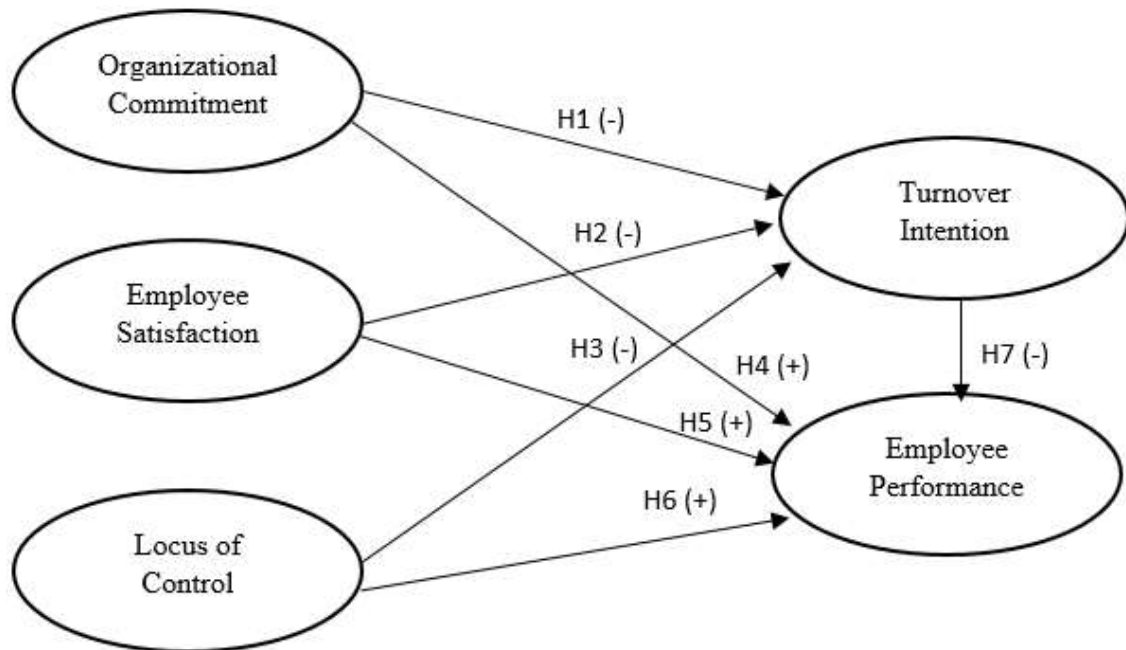 Organizational
Commitment
H1 (-)
Turnover
Intention
H2 (-)
Employee
Satisfaction
H3 (-)
H4 (+)
H7 (-)
H5 (+)
Employee
Performance
H6 (+)
Locus of
Control